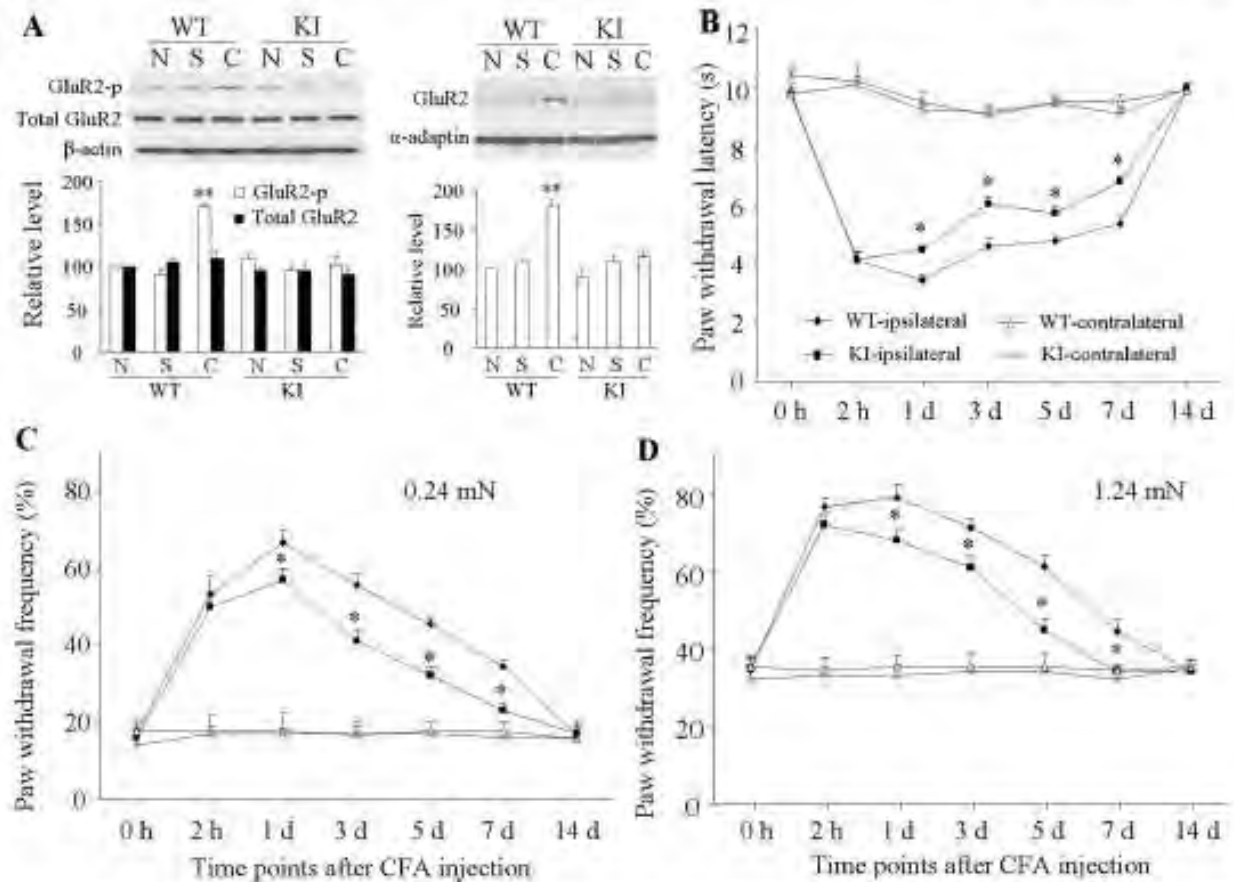 A
WT KI
N S C N S C
GluR2-p
Total GluR2
β-actin
200
150
100
50
0
Relative level
**
GluR2-p
Total GluR2
N S C N S C
WT KI
WT KI
N S C N S C
GluR2
α-adaptin
200
150
100
50
0
Relative level
**
N S C N S C
WT KI
B
12
10
8
6
4
2
0
Paw withdrawal latency (s)
* * * *
WT-ipsilateral WT-contralateral
KI-ipsilateral KI-contralateral
0 h 2 h 1 d 3 d 5 d 7 d 14 d
C
0.24 mN
80
60
40
20
0
Paw withdrawal frequency (%)
* * * *
0 h 2 h 1 d 3 d 5 d 7 d 14 d
Time points after CFA injection
D
1.24 mN
80
60
40
20
0
Paw withdrawal frequency (%)
* * * *
0 h 2 h 1 d 3 d 5 d 7 d 14 d
Time points after CFA injection